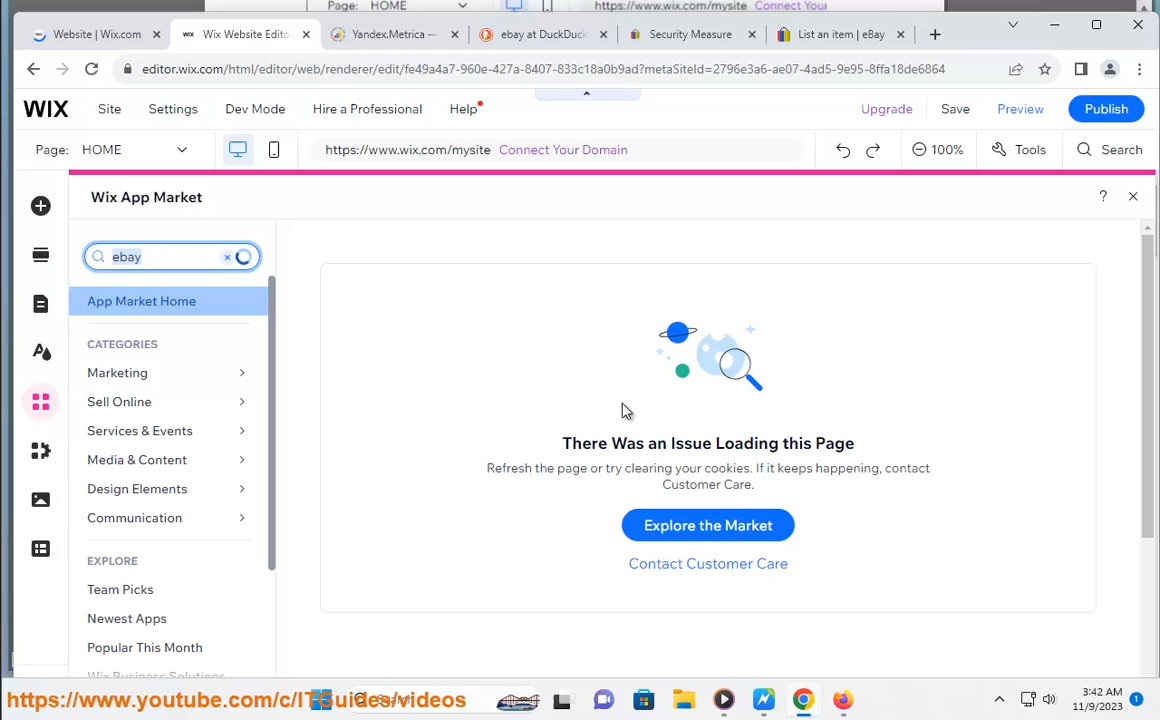 Page: HOME
https://www.wix.com/mysite Connect Your
Website | Wix.com
WIX Wix Website Edito
Yandex.Metrica —
ebay at DuckDuck
Security Measure
List an item | eBay
editor.wix.com/html/editor/web/renderer/edit/fe49a4a7-960e-427a-8407-833c18a0b9ad?metaSiteId=2796e3a6-ae07-4ad5-9e95-8ffa18de6864
WIX Site Settings Dev Mode Hire a Professional Help Upgrade Save Preview Publish
Page: HOME https://www.wix.com/mysite Connect Your Domain 100% Tools Search
Wix App Market ?
ebay
App Market Home
CATEGORIES
Marketing
Sell Online
Services & Events
Media & Content
Design Elements
Communication
EXPLORE
Team Picks
Newest Apps
Popular This Month
Wix Business Solutions
There Was an Issue Loading this Page
Refresh the page or try clearing your cookies. If it keeps happening, contact
Customer Care.
Explore the Market
Contact Customer Care
https://www.youtube.com/c/ITGuides/videos
Search
3:42 AM
11/9/2023
1